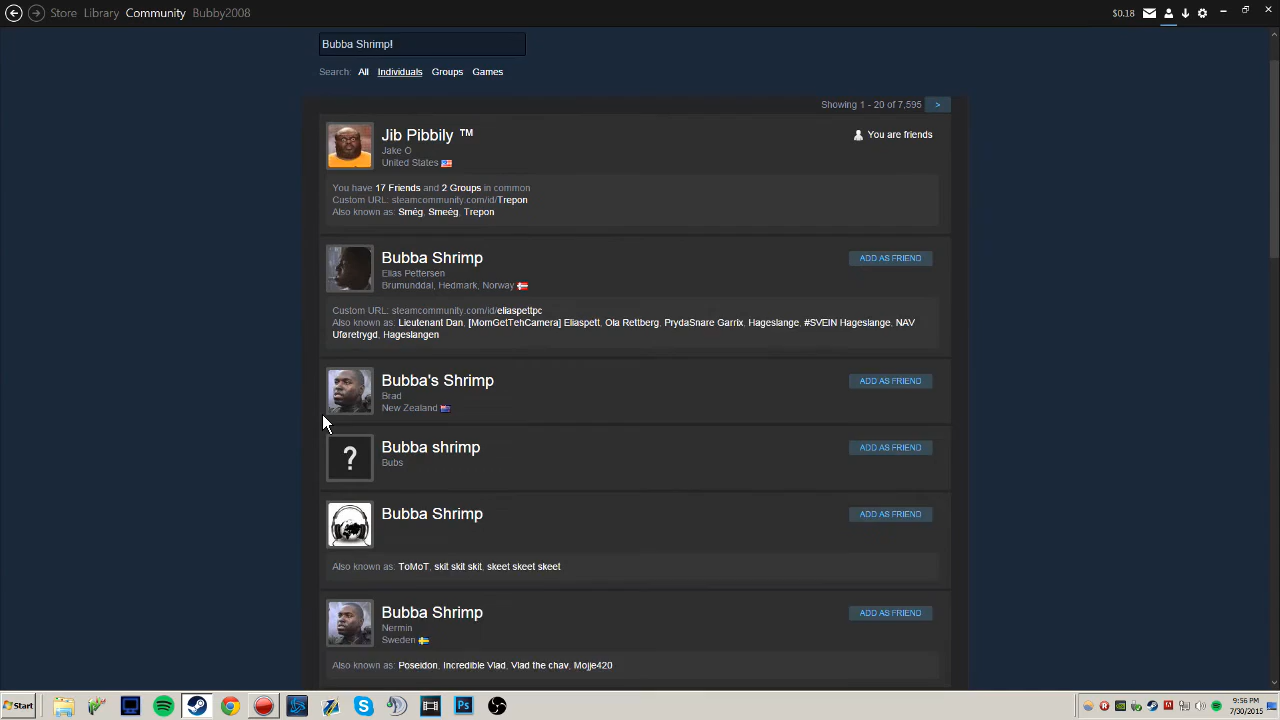 Store Library Community Bubby2008
$0.18
Bubba Shrimp!
Search: All Individuals Groups Games
Showing 1 - 20 of 7,595 >
Jib Pibbily ™
You are friends
Jake O
United States
You have 17 Friends and 2 Groups in common
Custom URL: steamcommunity.com/id/Trepon
Also known as: Smég, Smeég, Trepon
Bubba Shrimp
ADD AS FRIEND
Elias Pettersen
Brumunddal, Hedmark, Norway
Custom URL: steamcommunity.com/id/eliaspettpc
Also known as: Lieutenant Dan, [MomGetTehCamera] Eliaspett, Ola Rettberg, PrydaSnare Garrix, Hageslange, #SVEIN Hageslange, NAV
Uføretrygd, Hageslangen
Bubba's Shrimp
ADD AS FRIEND
Brad
New Zealand
Bubba shrimp
ADD AS FRIEND
Bubs
?
Bubba Shrimp
ADD AS FRIEND
Also known as: ToMoT, skit skit skit, skeet skeet skeet
Bubba Shrimp
ADD AS FRIEND
Nermin
Sweden
Also known as: Poseidon, Incredible Vlad, Vlad the chav, Mojje420
Start
Ps
9:56 PM
7/30/2015